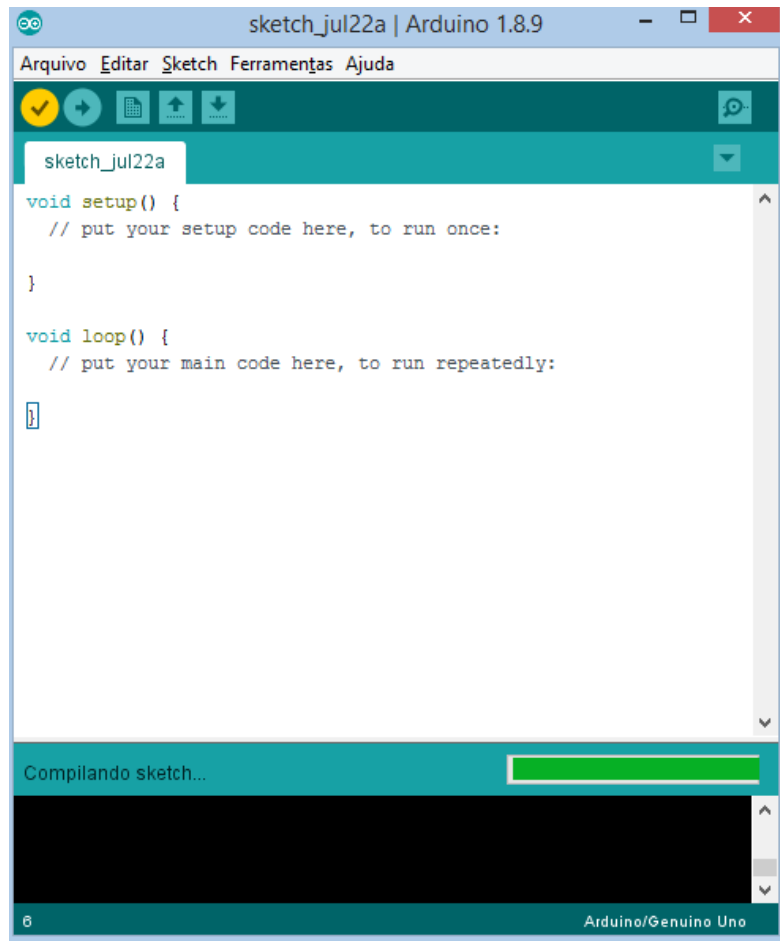 sketch_jul22a | Arduino 1.8.9
Arquivo Editar Sketch Ferramentas Ajuda
sketch_jul22a
void setup() {
  // put your setup code here, to run once:
}
void loop() {
  // put your main code here, to run repeatedly:
}
Compilando sketch...
6 Arduino/Genuino Uno